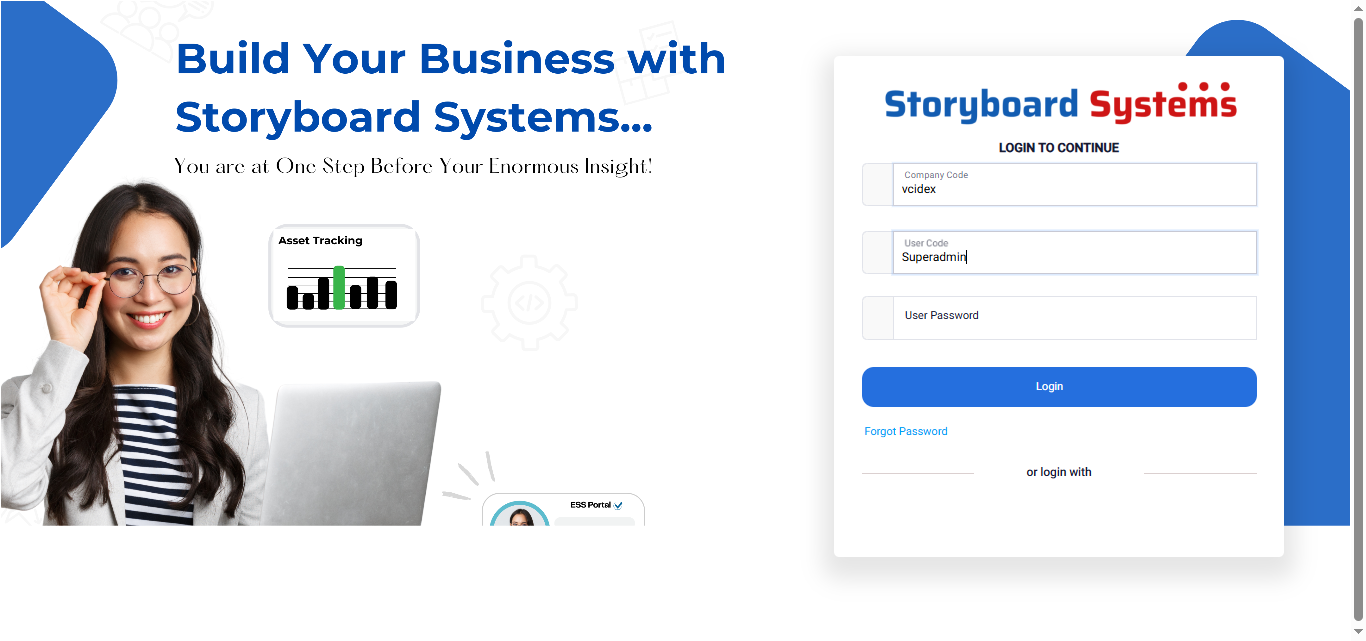 Build Your Business with
Storyboard Systems...
You are at One Step Before Your Enormous Insight!
Asset Tracking
</>
ESS Portal
Storyboard Systems
LOGIN TO CONTINUE
Company Code
vcidex
User Code
Superadmin
User Password
Login
Forgot Password
or login with